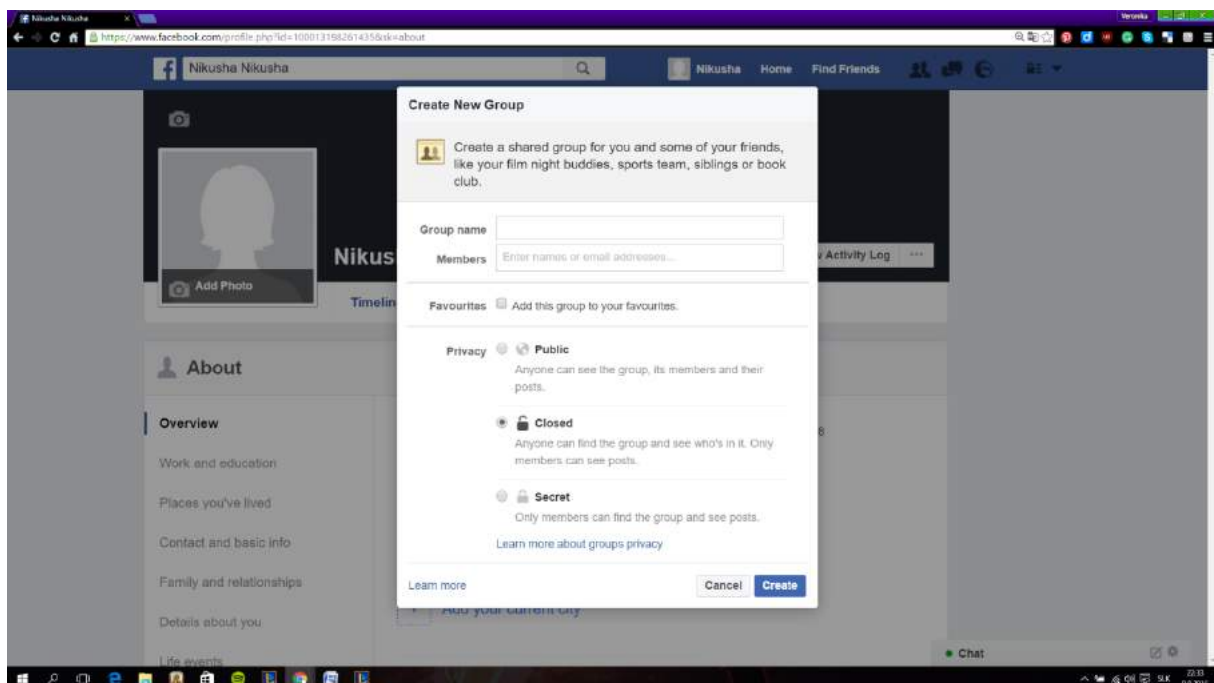 Nikusha Nikusha
Veronika
https://www.facebook.com/profile.php?id=100013198261435&sk=about
Nikusha Nikusha
Nikusha Home Find Friends
Create New Group
Create a shared group for you and some of your friends,
like your film night buddies, sports team, siblings or book
club.
Group name
Members Enter names or email addresses...
Nikus
Activity Log
Add Photo
Timelin
Favourites Add this group to your favourites.
Privacy Public
Anyone can see the group, its members and their
posts.
About
Closed
Anyone can find the group and see who's in it. Only
members can see posts.
Secret
Only members can find the group and see posts.
Learn more about groups privacy
Overview
Work and education
Places you've lived
Contact and basic info
Family and relationships
Details about you
Life events
Learn more Cancel Create
Add your current city
Chat
SLK
22:33